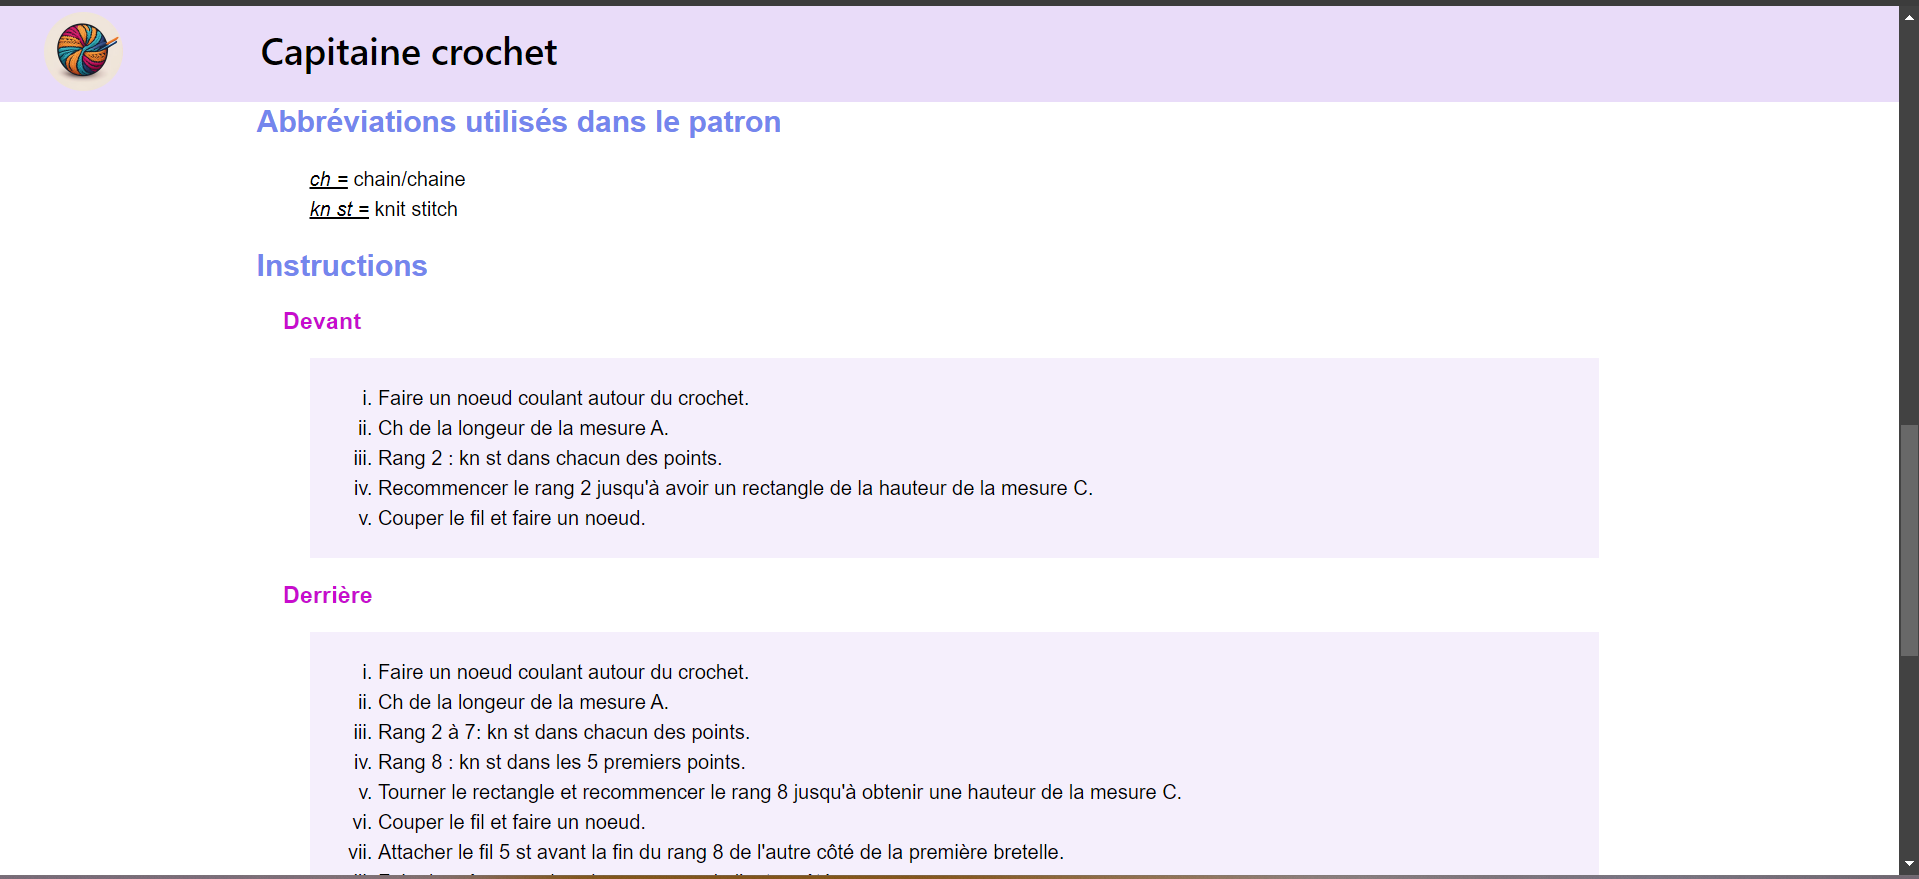 Capitaine crochet
Abbréviations utilisés dans le patron
ch = chain/chaine
kn st = knit stitch
Instructions
Devant
i. Faire un noeud coulant autour du crochet.
ii. Ch de la longeur de la mesure A.
iii. Rang 2 : kn st dans chacun des points.
iv. Recommencer le rang 2 jusqu'à avoir un rectangle de la hauteur de la mesure C.
v. Couper le fil et faire un noeud.
Derrière
i. Faire un noeud coulant autour du crochet.
ii. Ch de la longeur de la mesure A.
iii. Rang 2 à 7: kn st dans chacun des points.
iv. Rang 8 : kn st dans les 5 premiers points.
v. Tourner le rectangle et recommencer le rang 8 jusqu'à obtenir une hauteur de la mesure C.
vi. Couper le fil et faire un noeud.
vii. Attacher le fil 5 st avant la fin du rang 8 de l'autre côté de la première bretelle.